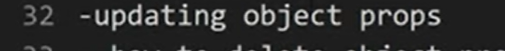 32 -updating object props